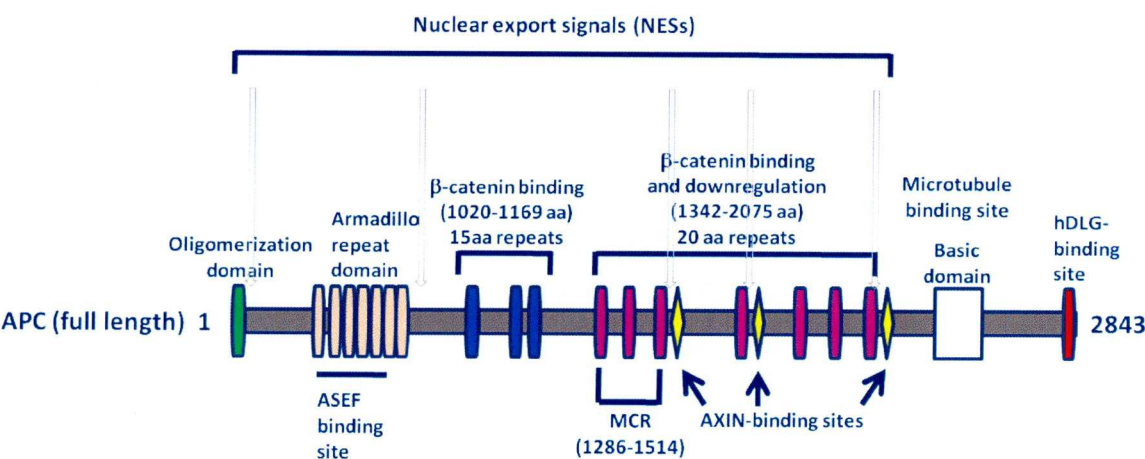 Nuclear export signals (NESs)
β-catenin binding
and downregulation
(1342-2075 aa)
20 aa repeats
β-catenin binding
(1020-1169 aa)
15aa repeats
Microtubule
binding site
Basic
domain
hDLG-
binding
site
Armadillo
repeat
domain
Oligomerization
domain
APC (full length) 1
2843
ASEF
binding
site
MCR
(1286-1514)
AXIN-binding sites